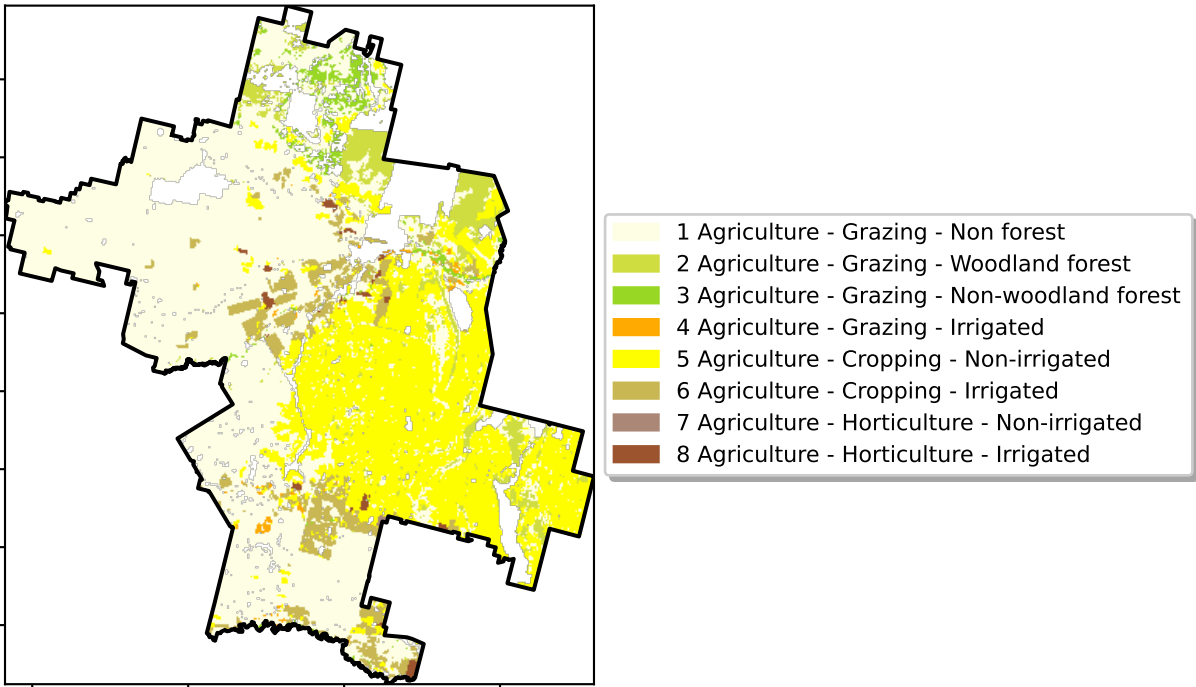 1 Agriculture - Grazing - Non forest
2 Agriculture - Grazing - Woodland forest
3 Agriculture - Grazing - Non-woodland forest
4 Agriculture - Grazing - Irrigated
5 Agriculture - Cropping - Non-irrigated
6 Agriculture - Cropping - Irrigated
7 Agriculture - Horticulture - Non-irrigated
8 Agriculture - Horticulture - Irrigated